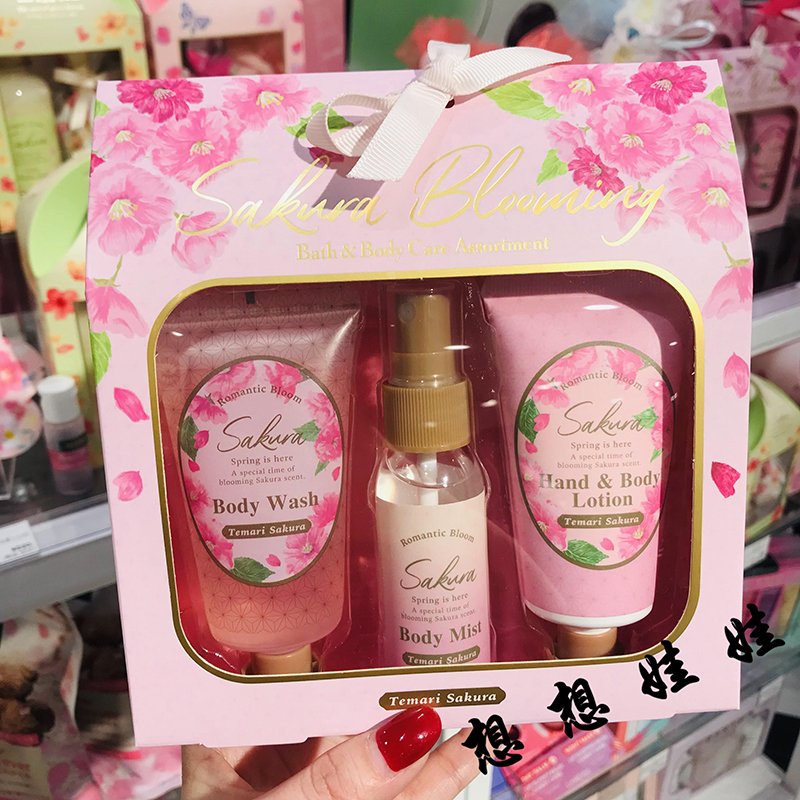 Sakura Blooming
Bath & Body Care Assortment
Romantic Bloom
Sakura
Spring is here
A special time of
blooming Sakura scent.
Body Wash
Temari Sakura
Romantic Bloom
Sakura
Spring is here
A special time of
blooming Sakura scent.
Body Mist
Temari Sakura
Romantic Bloom
Sakura
Spring is here
A special time of
blooming Sakura scent.
Hand & Body
Lotion
Temari Sakura
Temari Sakura
想想娃娃